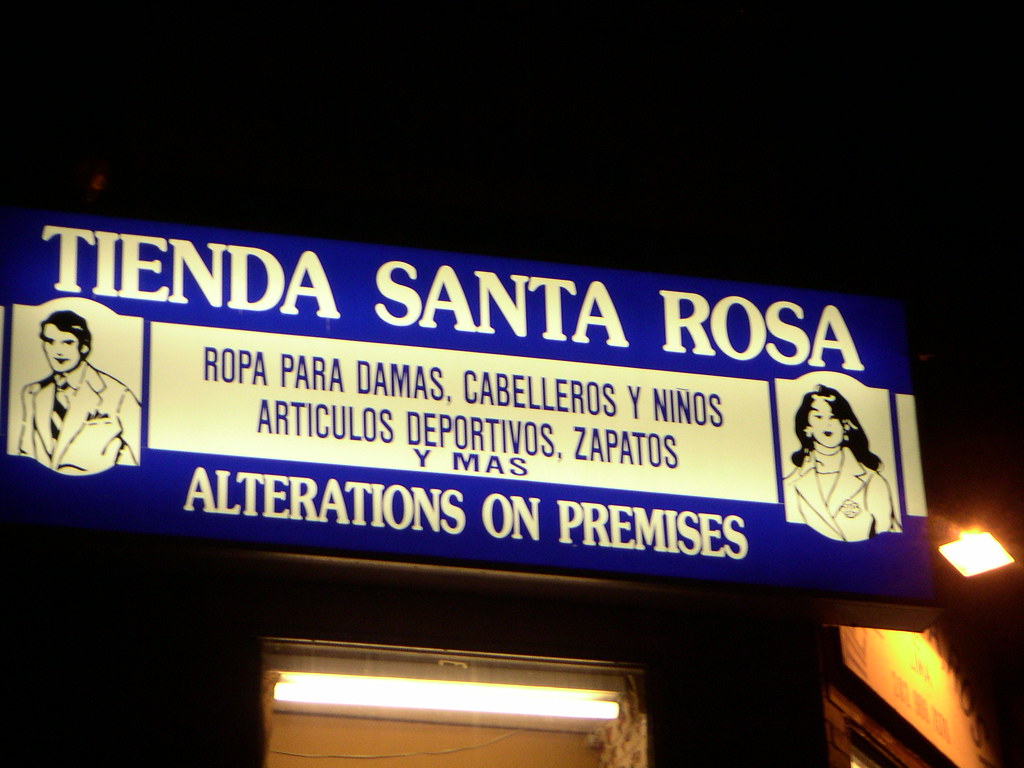 TIENDA SANTA ROSA
ROPA PARA DAMAS, CABELLEROS Y NIÑOS
ARTICULOS DEPORTIVOS, ZAPATOS
Y MAS
ALTERATIONS ON PREMISES